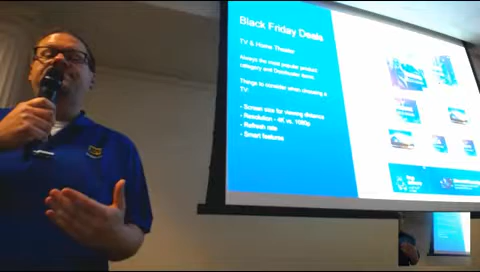 Black Friday Deals
TV & Home Theater
Always the most popular product
category and Doorbuster items.
Things to consider when choosing a
TV:
- Screen size for viewing distance
- Resolution - 4K vs. 1080p
- Refresh rate
- Smart features